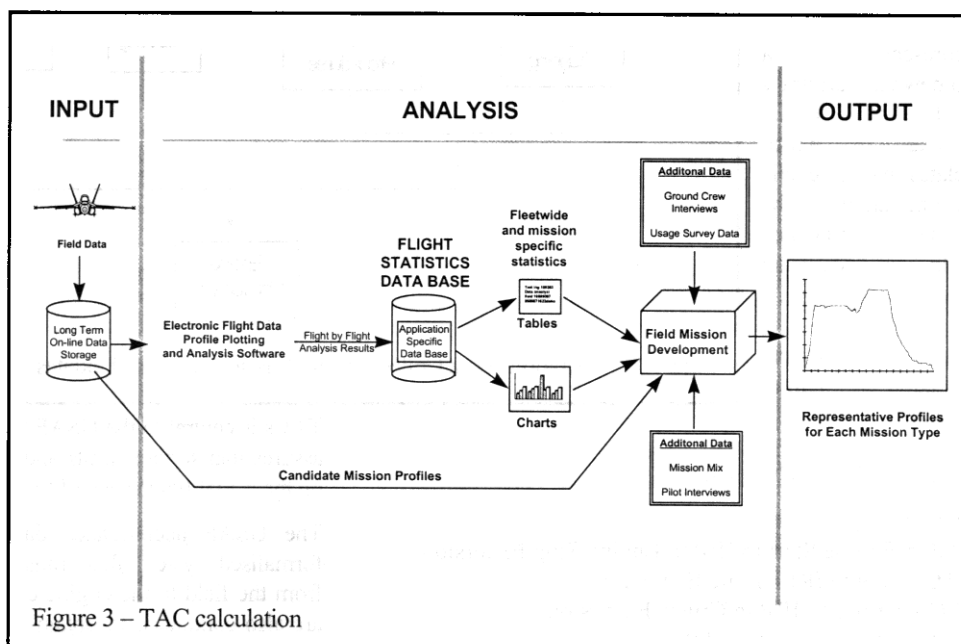 INPUT
ANALYSIS
OUTPUT
Field Data
Long Term
On-line Data
Storage
Electronic Flight Data
Profile Plotting
and Analysis Software
Flight by Flight
Analysis Results
FLIGHT
STATISTICS
DATA BASE
Application
Specific
Data Base
Fleetwide
and mission
specific
statistics
Tables
Charts
Additonal Data
Ground Crew
Interviews
Usage Survey Data
Field Mission
Development
Additonal Data
Mission Mix
Pilot Interviews
Candidate Mission Profiles
Representative Profiles
for Each Mission Type
Figure 3 – TAC calculation